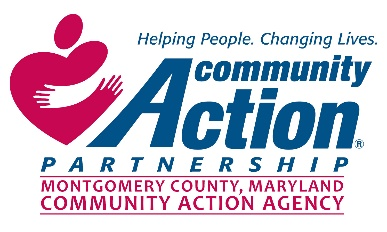 Helping People. Changing Lives.
community
Action®
PARTNERSHIP
MONTGOMERY COUNTY, MARYLAND
COMMUNITY ACTION AGENCY